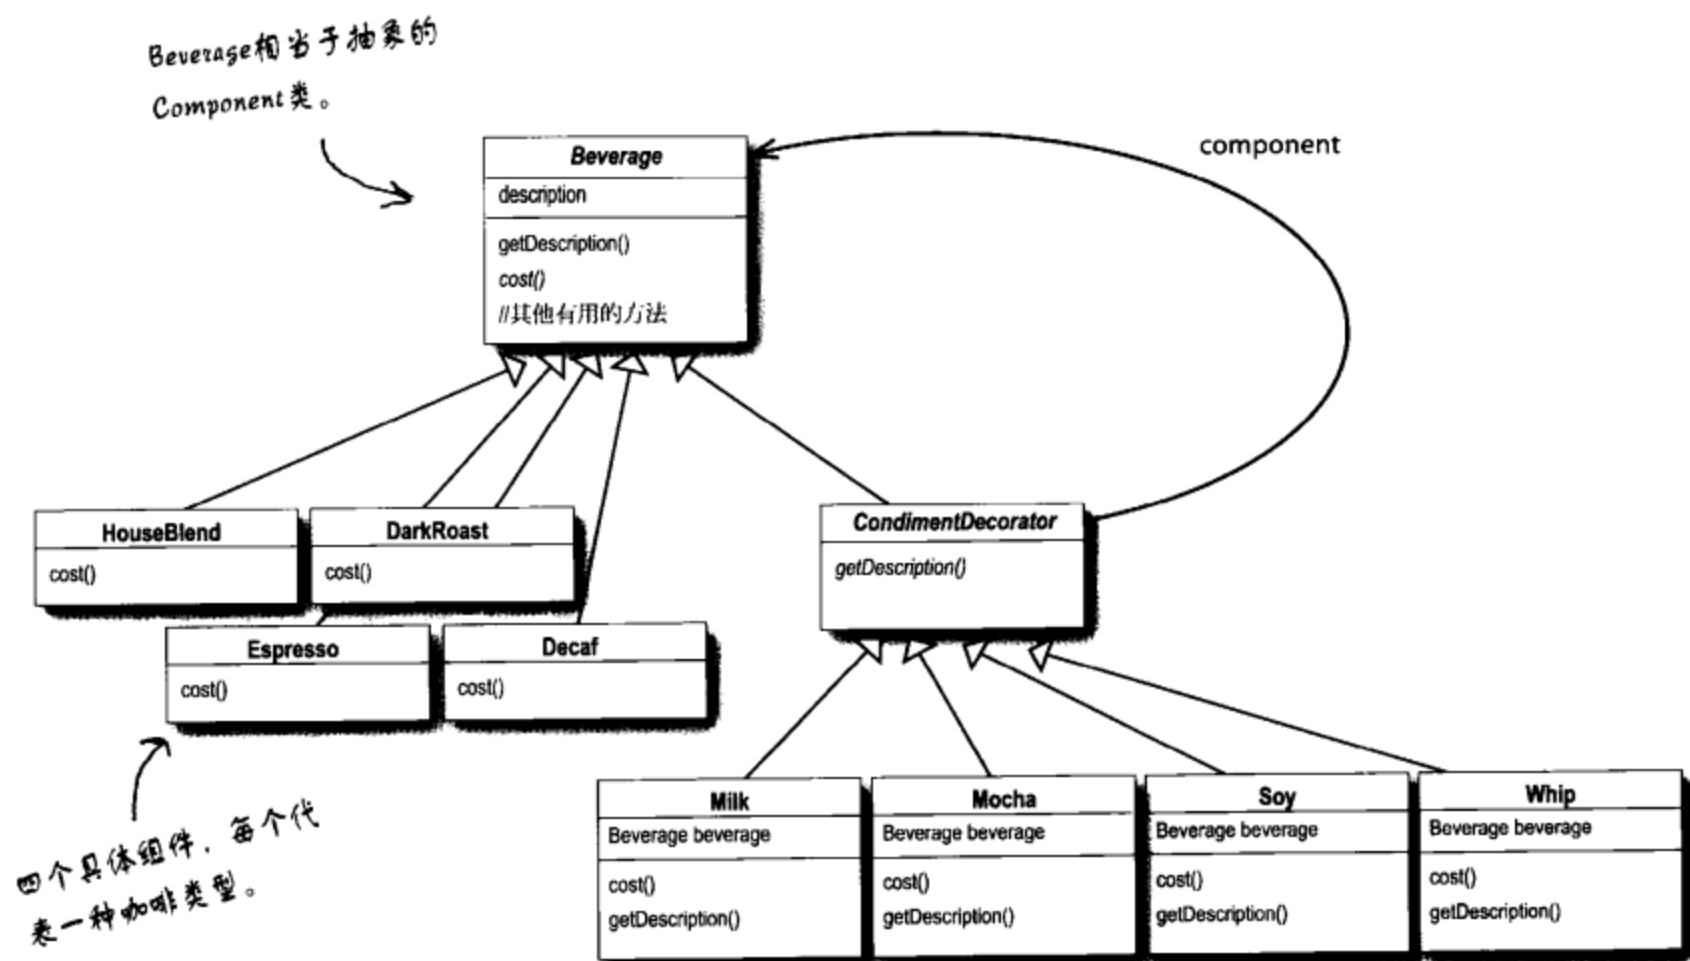 Beverage相当于抽象的
Component类。
component
Beverage
description
getDescription()
cost()
//其他有用的方法
HouseBlend
cost()
DarkRoast
cost()
CondimentDecorator
getDescription()
Espresso
cost()
Decaf
cost()
四个具体组件，每个代
表一种咖啡类型。
Milk
Beverage beverage
cost()
getDescription()
Mocha
Beverage beverage
cost()
getDescription()
Soy
Beverage beverage
cost()
getDescription()
Whip
Beverage beverage
cost()
getDescription()